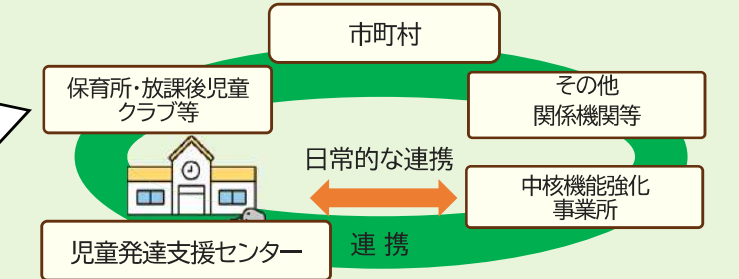 市町村
保育所・放課後児童
クラブ等
その他
関係機関等
日常的な連携
中核機能強化
事業所
児童発達支援センター
連 携